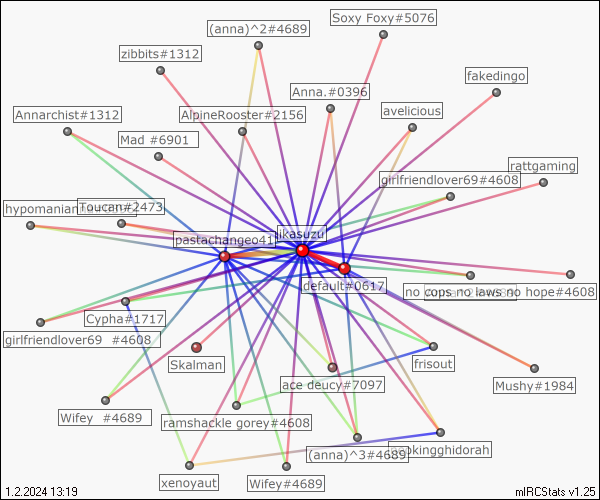 Soxy Foxy#5076
(anna)^2#4689
zibbits#1312
fakedingo
Anna.#0396
Annarchist#1312
AlpineRooster#2156
avelicious
Mad #6901
rattgaming
girlfriendlover69#4608
hypomanian
Toucan#2473
ikasuzu
pastachangeo41
default#0617
no cops no laws no hope#4608
Cypha#1717
girlfriendlover69 #4608
Skalman
frisout
ace deucy#7097
Mushy#1984
Wifey #4689
ramshackle gorey#4608
(anna)^3#4689
okingghidorah
xenoyaut
Wifey#4689
1.2.2024 13:19
mIRCStats v1.25